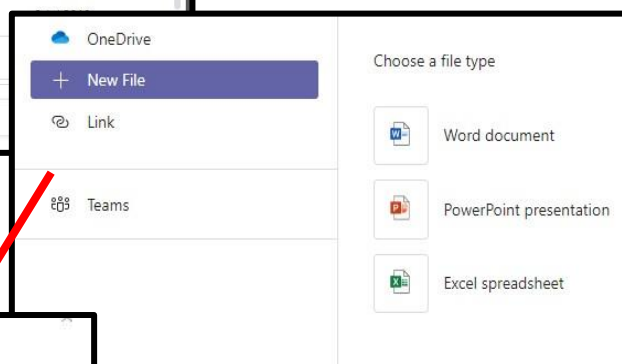 OneDrive
New File
Link
Teams
Choose a file type
Word document
PowerPoint presentation
Excel spreadsheet